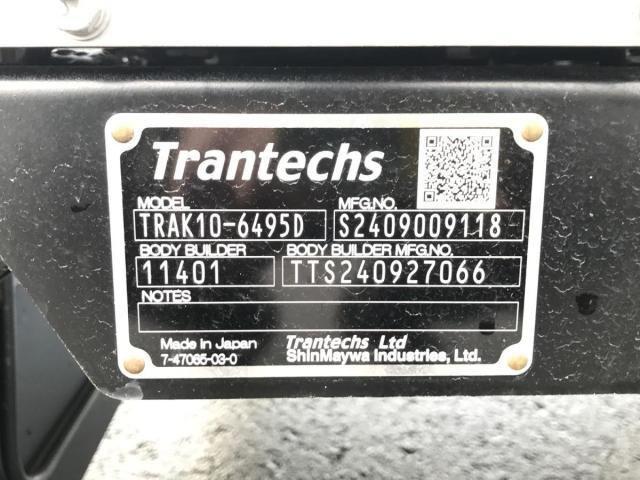 Trantechs
MODEL MFG.NO.
TRAK10-6495D S2409009118
BODY BUILDER BODY BUILDER MFG.NO.
11401 TTS240927066
NOTES
Made in Japan Trantechs Ltd
7-47065-03-0 ShinMaywa Industries, Ltd.